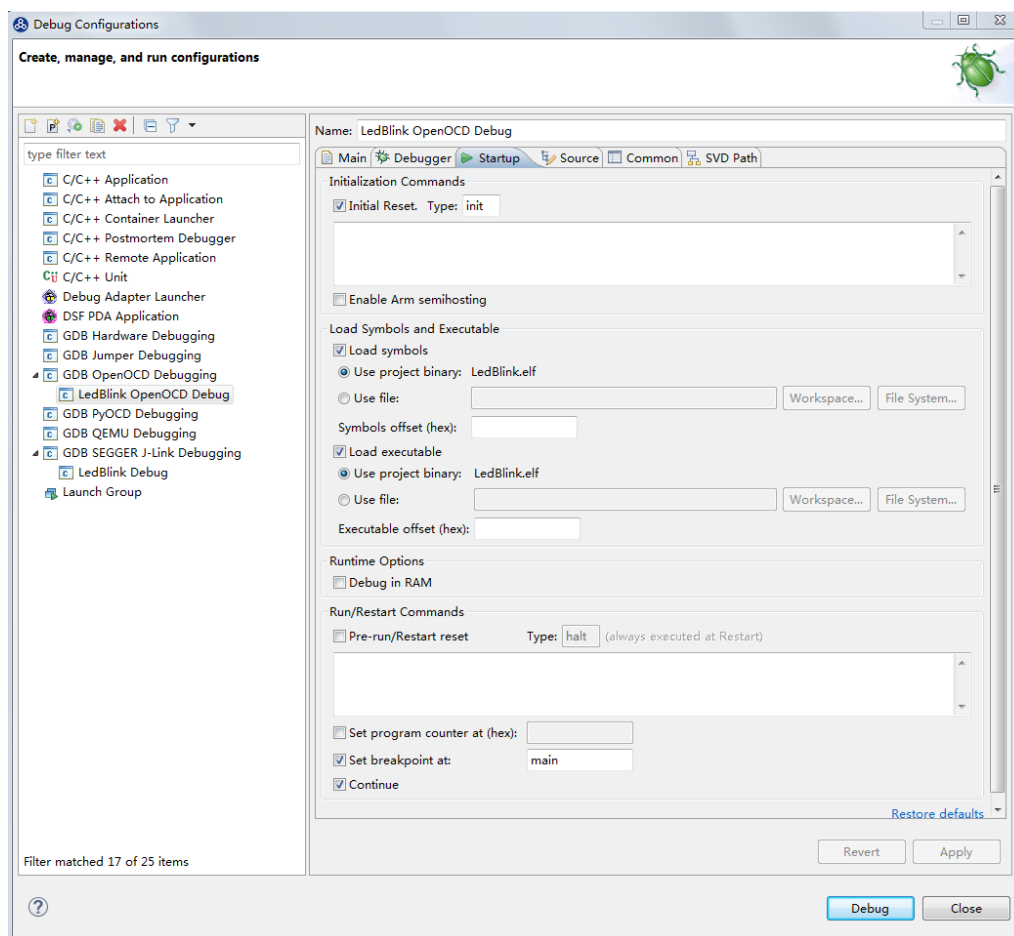 Debug Configurations
Create, manage, and run configurations
type filter text
C/C++ Application
C/C++ Attach to Application
C/C++ Container Launcher
C/C++ Postmortem Debugger
C/C++ Remote Application
C/C++ Unit
Debug Adapter Launcher
DSF PDA Application
GDB Hardware Debugging
GDB Jumper Debugging
GDB OpenOCD Debugging
LedBlink OpenOCD Debug
GDB PyOCD Debugging
GDB QEMU Debugging
GDB SEGGER J-Link Debugging
LedBlink Debug
Launch Group
Filter matched 17 of 25 items
Name: LedBlink OpenOCD Debug
Main Debugger Startup Source Common SVD Path
Initialization Commands
Initial Reset. Type: init
Enable Arm semihosting
Load Symbols and Executable
Load symbols
Use project binary: LedBlink.elf
Use file: Workspace... File System...
Symbols offset (hex):
Load executable
Use project binary: LedBlink.elf
Use file: Workspace... File System...
Executable offset (hex):
Runtime Options
Debug in RAM
Run/Restart Commands
Pre-run/Restart reset Type: halt (always executed at Restart)
Set program counter at (hex):
Set breakpoint at: main
Continue
Restore defaults
Revert Apply
Debug Close